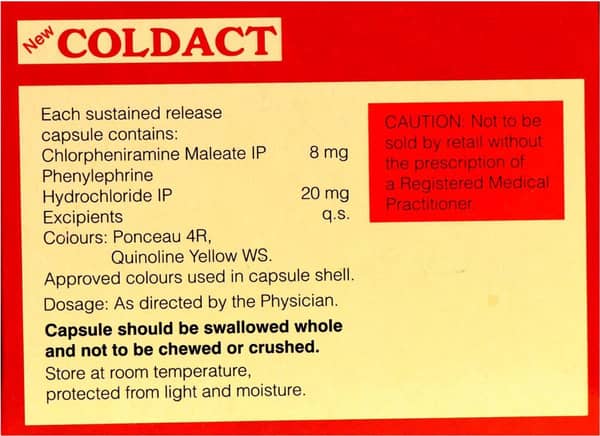 New COLDACT
Each sustained release
capsule contains:
Chlorpheniramine Maleate IP 8 mg
Phenylephrine
Hydrochloride IP 20 mg
Excipients q.s.
Colours: Ponceau 4R,
Quinoline Yellow WS.
Approved colours used in capsule shell.
Dosage: As directed by the Physician.
Capsule should be swallowed whole
and not to be chewed or crushed.
Store at room temperature,
protected from light and moisture.
CAUTION: Not to be
sold by retail without
the prescription of
a Registered Medical
Practitioner.